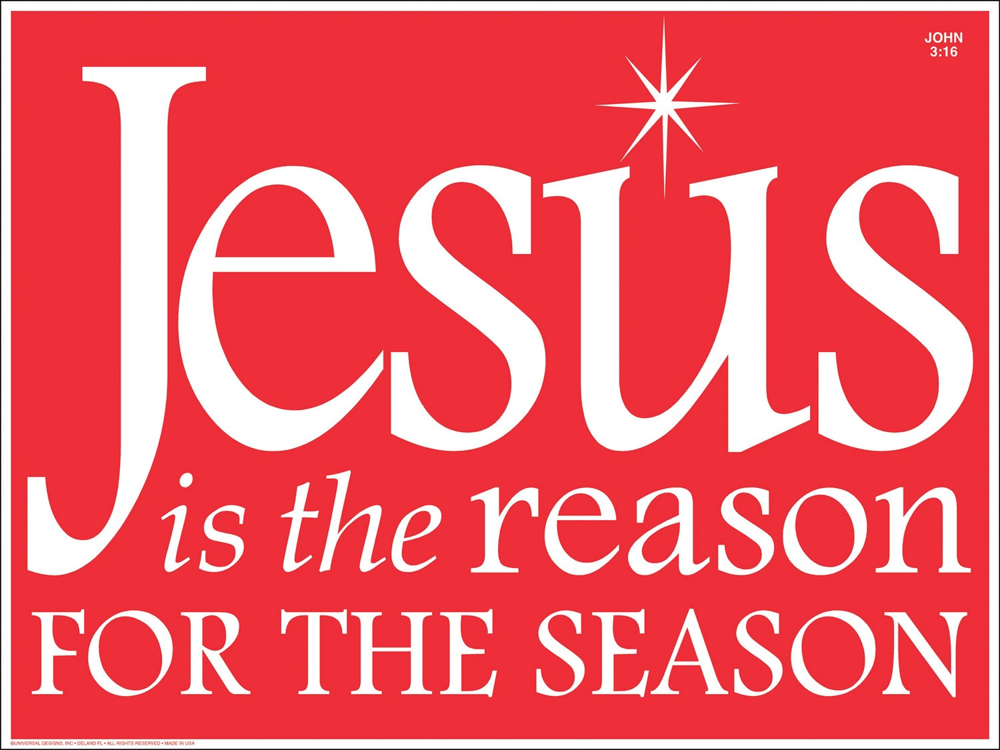 JOHN
3:16
Jesus
is the reason
FOR THE SEASON
©UNIVERSAL DESIGNS, INC • DELAND FL • ALL RIGHTS RESERVED • MADE IN USA